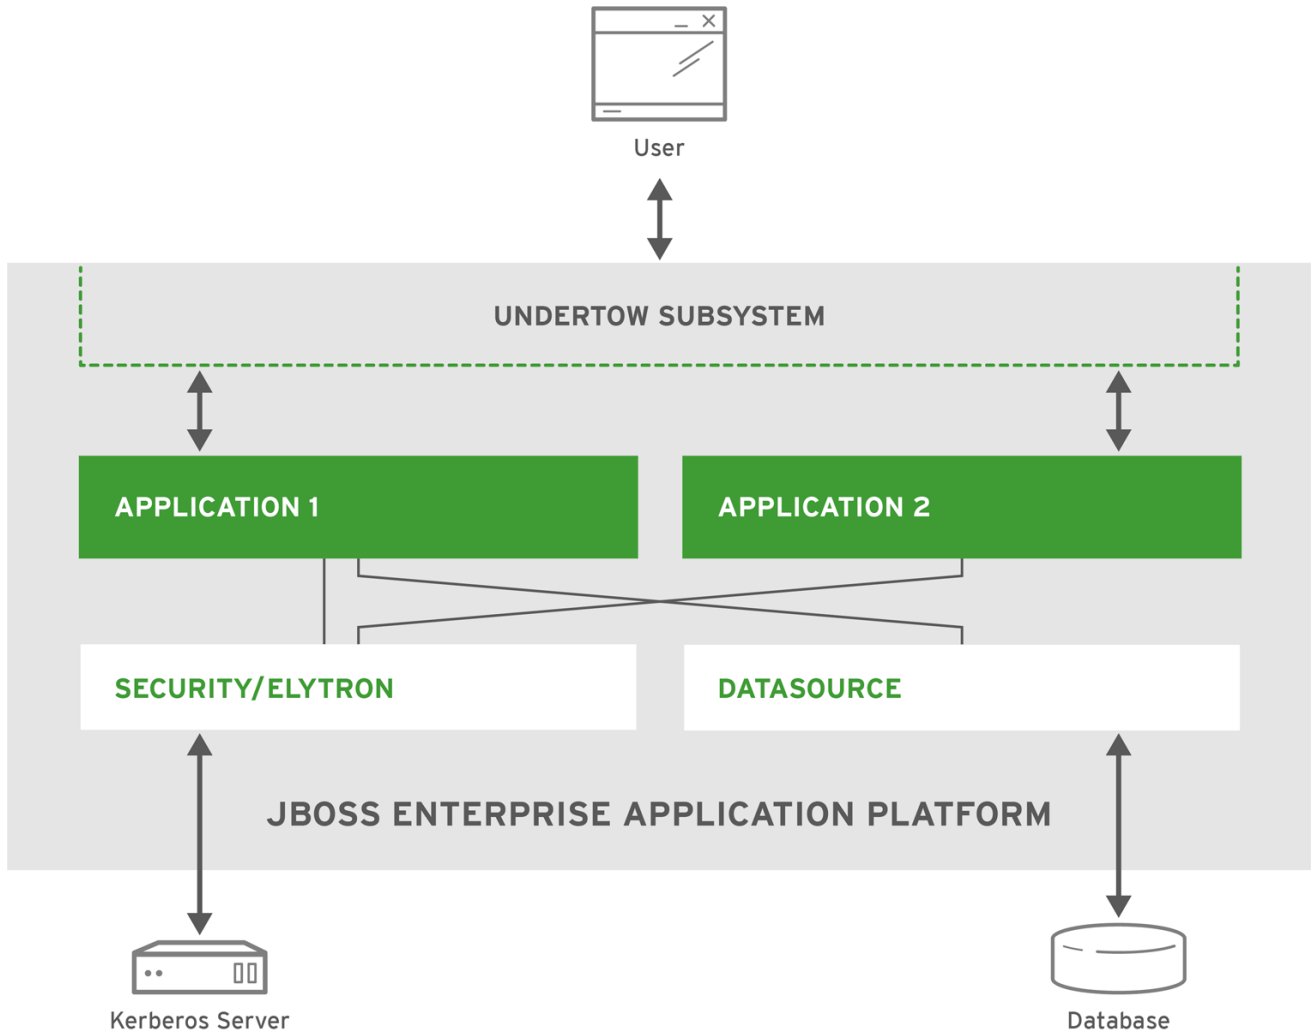 User
UNDERTOW SUBSYSTEM
APPLICATION 1
APPLICATION 2
SECURITY/ELYTRON
DATASOURCE
JBOSS ENTERPRISE APPLICATION PLATFORM
Kerberos Server
Database